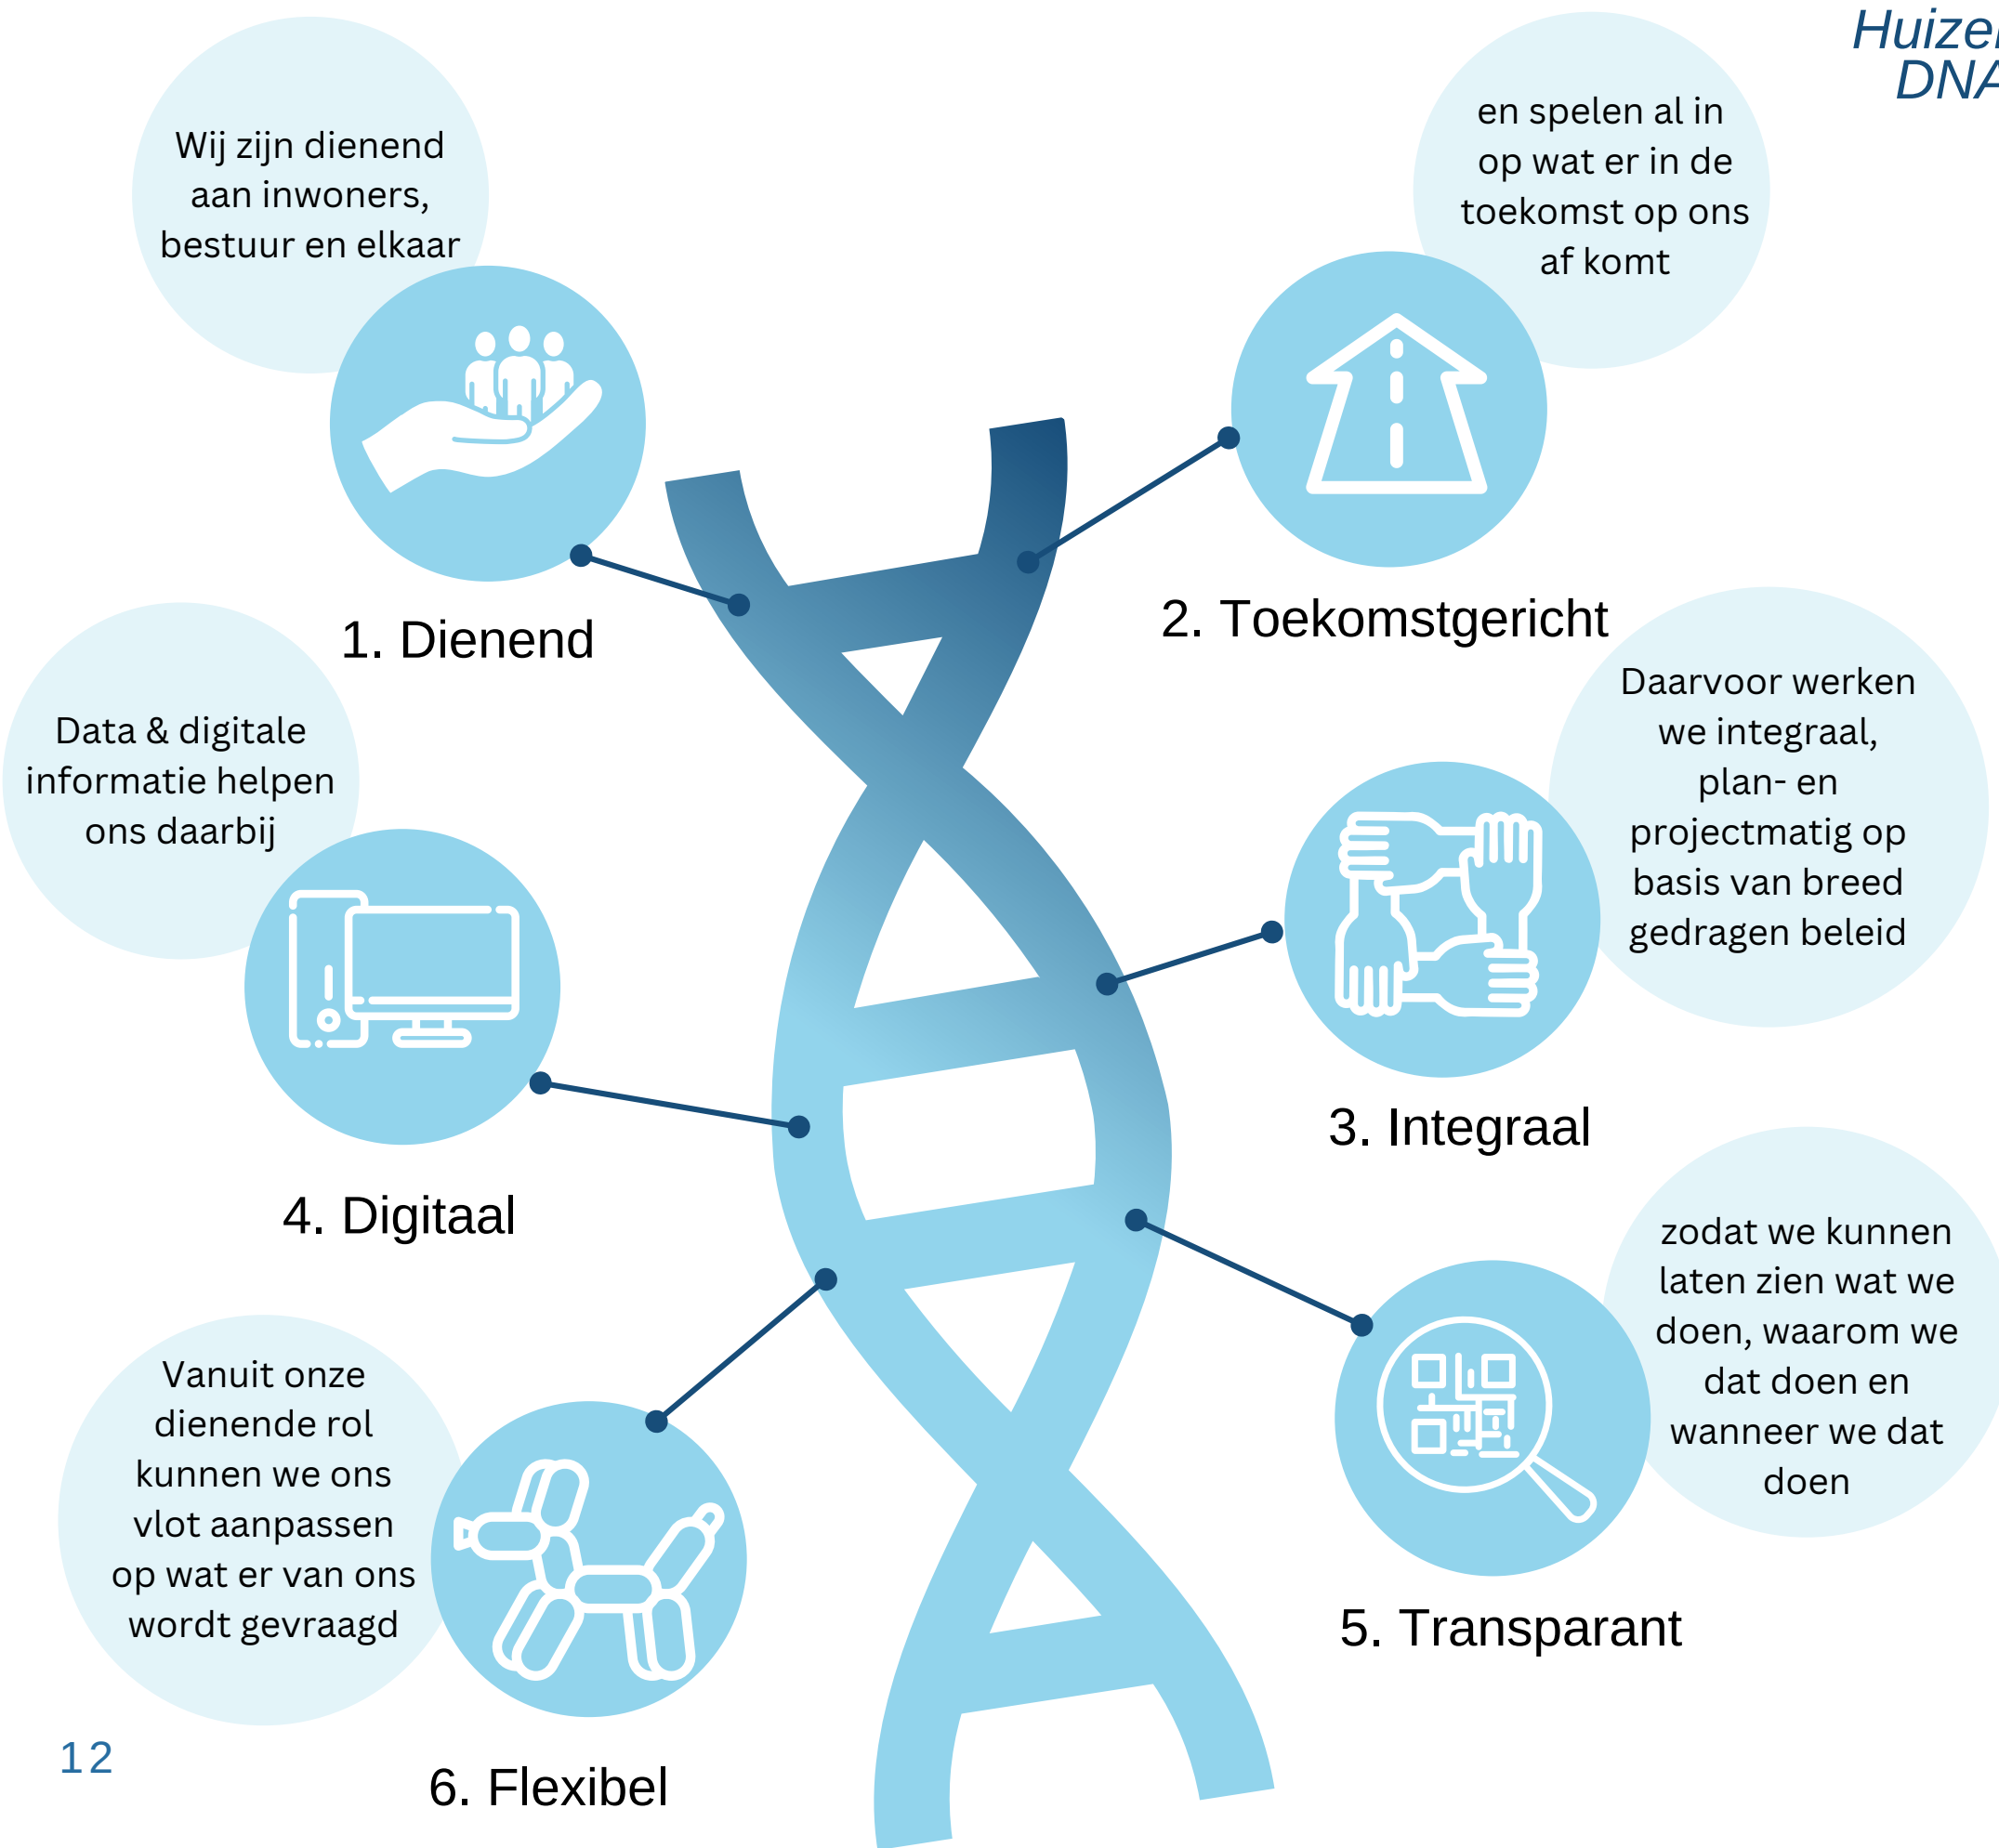 Huizer
DNA
Wij zijn dienend
aan inwoners,
bestuur en elkaar
1. Dienend
en spelen al in
op wat er in de
toekomst op ons
af komt
2. Toekomstgericht
Daarvoor werken
we integraal,
plan- en
projectmatig op
basis van breed
gedragen beleid
3. Integraal
Data & digitale
informatie helpen
ons daarbij
4. Digitaal
zodat we kunnen
laten zien wat we
doen, waarom we
dat doen en
wanneer we dat
doen
5. Transparant
Vanuit onze
dienende rol
kunnen we ons
vlot aanpassen
op wat er van ons
wordt gevraagd
6. Flexibel
12